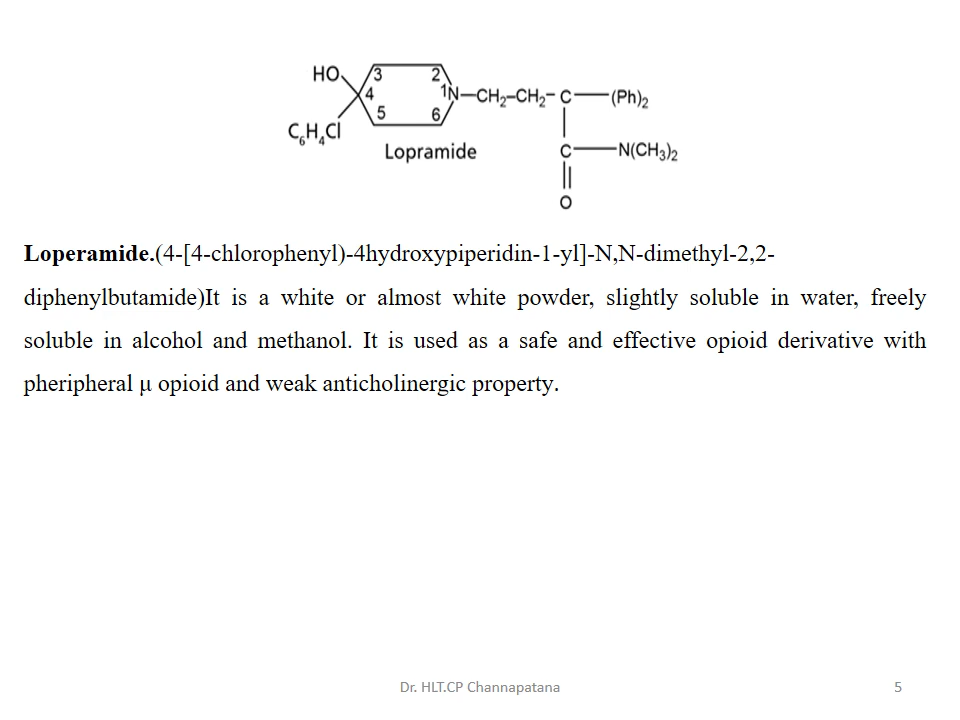 HO
3
2
4
1N—CH₂–CH₂–C—(Ph)₂
5
6
C₆H₄Cl
Lopramide
C—N(CH₃)₂
O
Loperamide.(4-[4-chlorophenyl)-4hydroxypiperidin-1-yl]-N,N-dimethyl-2,2-
diphenylbutamide)It is a white or almost white powder, slightly soluble in water, freely
soluble in alcohol and methanol. It is used as a safe and effective opioid derivative with
pheripheral μ opioid and weak anticholinergic property.
Dr. HLT.CP Channapatana
5